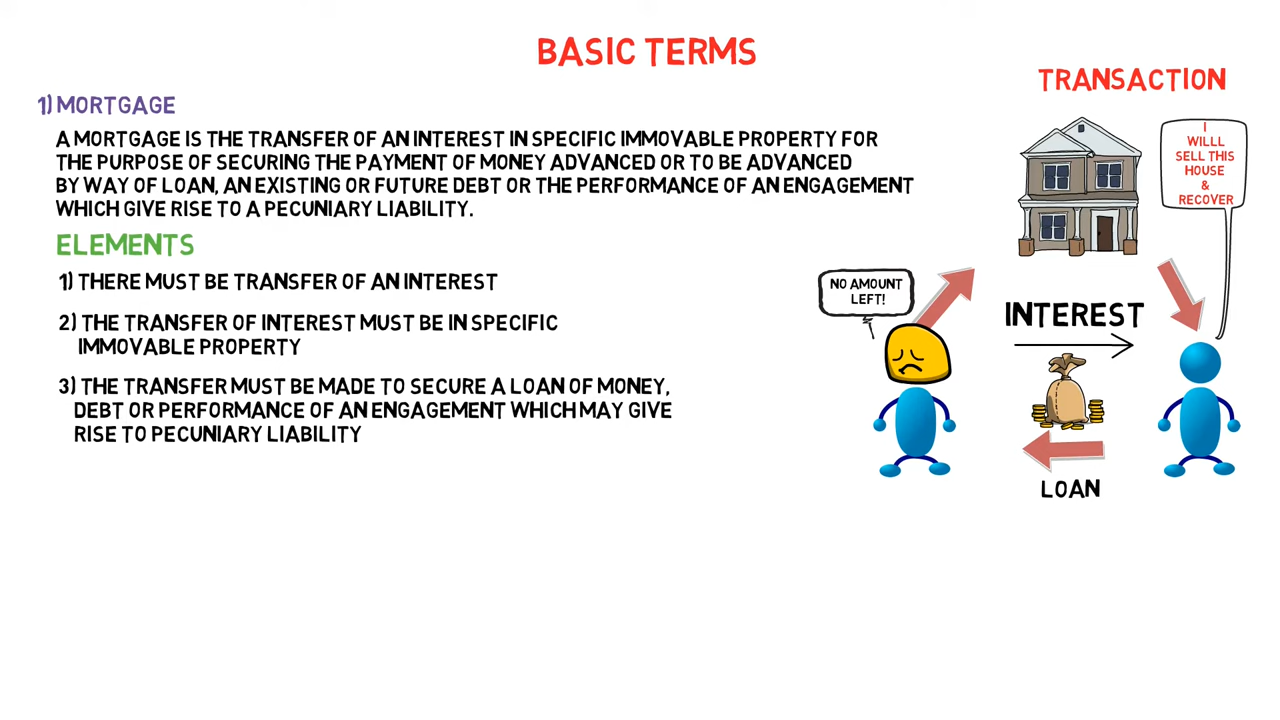 BASIC TERMS
1) MORTGAGE
A MORTGAGE IS THE TRANSFER OF AN INTEREST IN SPECIFIC IMMOVABLE PROPERTY FOR
THE PURPOSE OF SECURING THE PAYMENT OF MONEY ADVANCED OR TO BE ADVANCED
BY WAY OF LOAN, AN EXISTING OR FUTURE DEBT OR THE PERFORMANCE OF AN ENGAGEMENT
WHICH GIVE RISE TO A PECUNIARY LIABILITY.
ELEMENTS
1) THERE MUST BE TRANSFER OF AN INTEREST
2) THE TRANSFER OF INTEREST MUST BE IN SPECIFIC
IMMOVABLE PROPERTY
3) THE TRANSFER MUST BE MADE TO SECURE A LOAN OF MONEY,
DEBT OR PERFORMANCE OF AN ENGAGEMENT WHICH MAY GIVE
RISE TO PECUNIARY LIABILITY
TRANSACTION
I
WILLL
SELL THIS
HOUSE
&
RECOVER
NO AMOUNT
LEFT!
INTEREST
LOAN